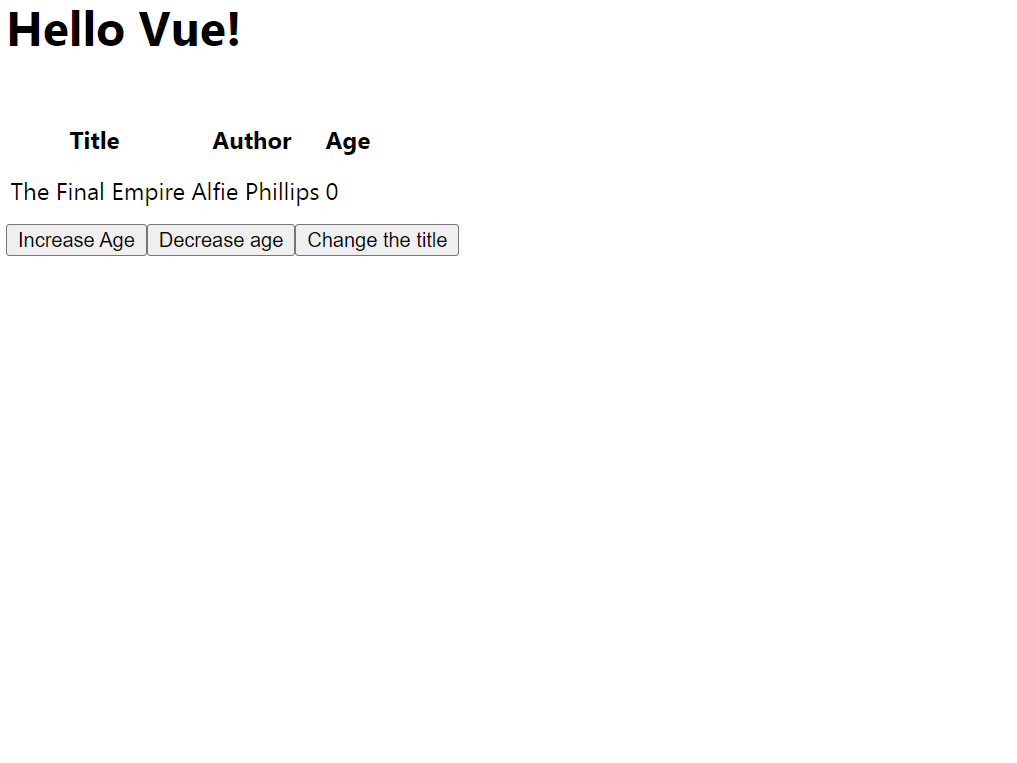 Hello Vue!
Title Author Age
The Final Empire Alfie Phillips 0
Increase Age Decrease age Change the title